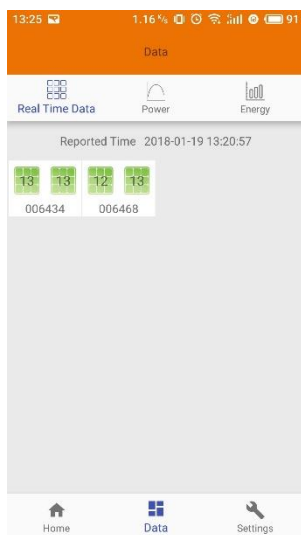 13:25 1.16 K/s 91
Data
Real Time Data Power Energy
Reported Time 2018-01-19 13:20:57
13 13 12 13
006434 006468
Home Data Settings